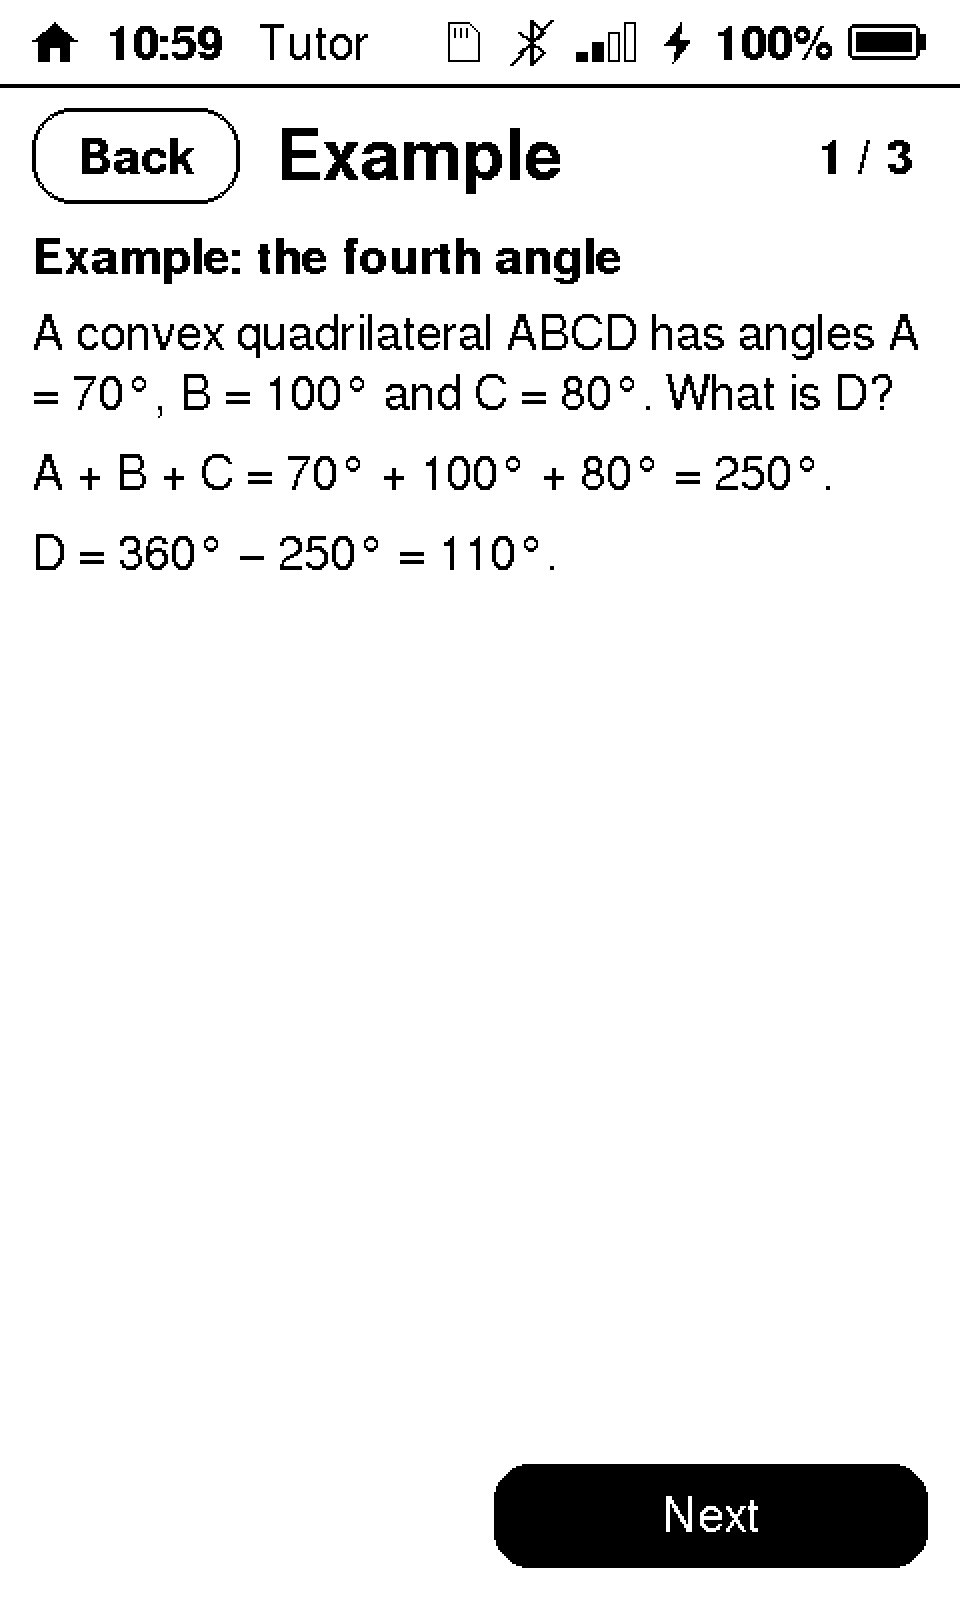 10:59 Tutor 100%
Back Example 1 / 3
Example: the fourth angle
A convex quadrilateral ABCD has angles A
= 70°, B = 100° and C = 80°. What is D?
A + B + C = 70° + 100° + 80° = 250°.
D = 360° − 250° = 110°.
Next